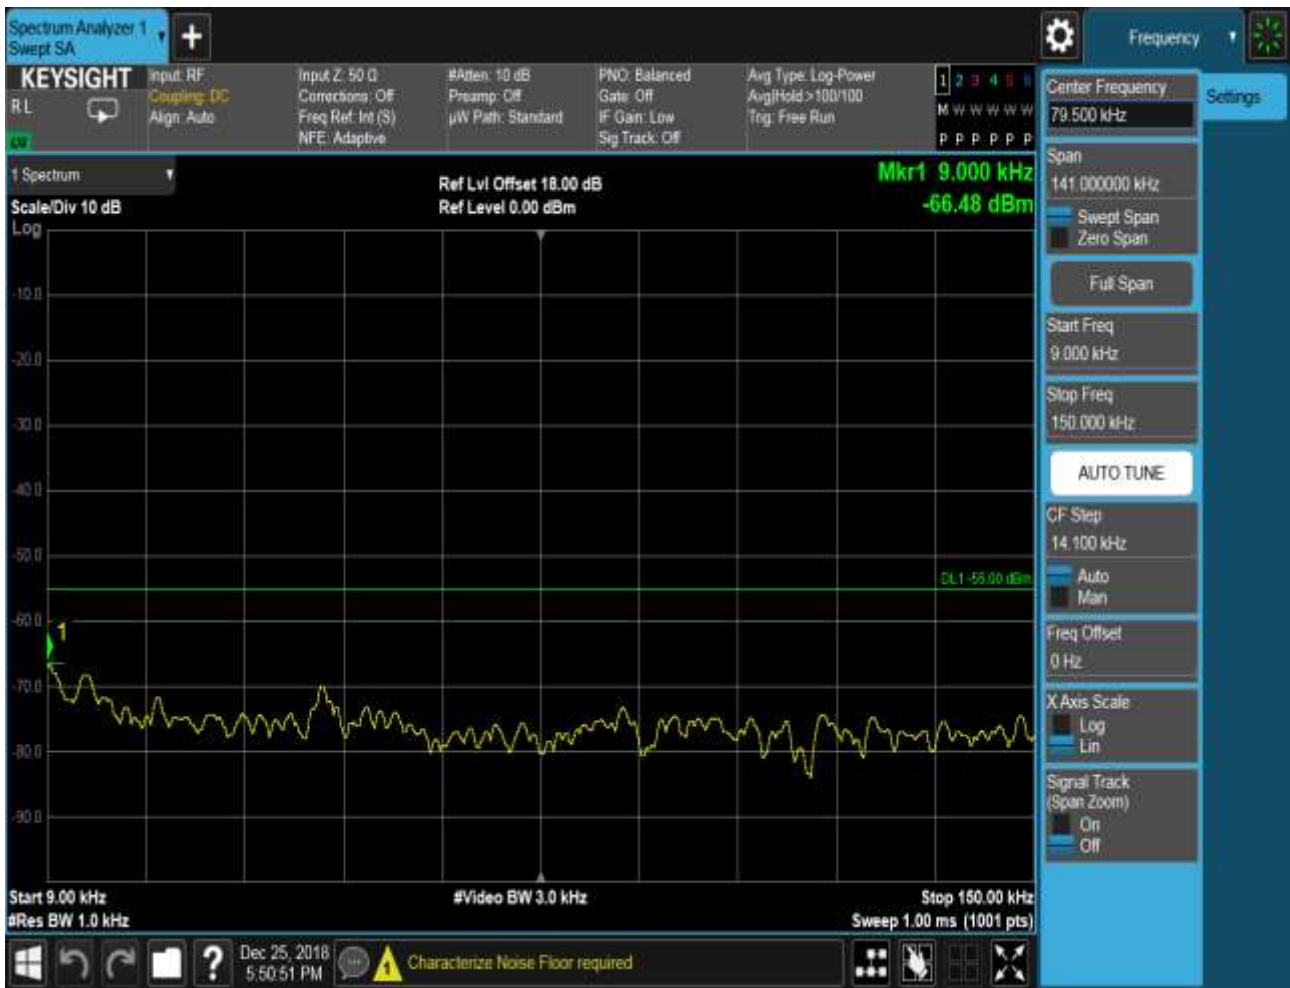 Spectrum Analyzer 1
Swept SA
Frequency
KEYSIGHT
R L
Input: RF
Coupling: DC
Align: Auto
Input Z: 50 Ω
Corrections: Off
Freq Ref: Int (S)
NFE: Adaptive
#Atten: 10 dB
Preamp: Off
µW Path: Standard
PNO: Balanced
Gate: Off
IF Gain: Low
Sig Track: Off
Avg Type: Log-Power
Avg|Hold >100/100
Trig: Free Run
1 2 3 4 5 6
M W W W W W
P P P P P P
Center Frequency
79.500 kHz
Settings
Span
141.000000 kHz
Swept Span
Zero Span
Full Span
Start Freq
9.000 kHz
Stop Freq
150.000 kHz
AUTO TUNE
CF Step
14.100 kHz
Auto
Man
Freq Offset
0 Hz
X Axis Scale
Log
Lin
Signal Track
(Span Zoom)
On
Off
1 Spectrum
Scale/Div 10 dB
Log
Ref Lvl Offset 18.00 dB
Ref Level 0.00 dBm
Mkr1 9.000 kHz
-66.48 dBm
-10.0
-20.0
-30.0
-40.0
-50.0
DL1 -55.00 dBm
-60.0
1
-70.0
-80.0
-90.0
Start 9.00 kHz
#Res BW 1.0 kHz
#Video BW 3.0 kHz
Stop 150.00 kHz
Sweep 1.00 ms (1001 pts)
?
Dec 25, 2018
5:50:51 PM
1
Characterize Noise Floor required